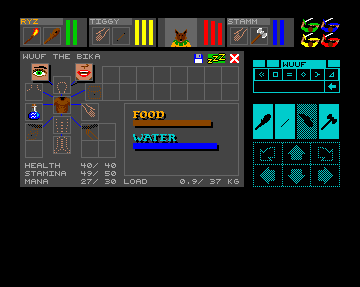 RYZ TIGGY STAMM
WUUF THE BIKA
ZZZ
WUUF
FOOD
WATER
HEALTH 40/ 40
STAMINA 49/ 50
MANA 27/ 30
LOAD 0.9/ 37 KG